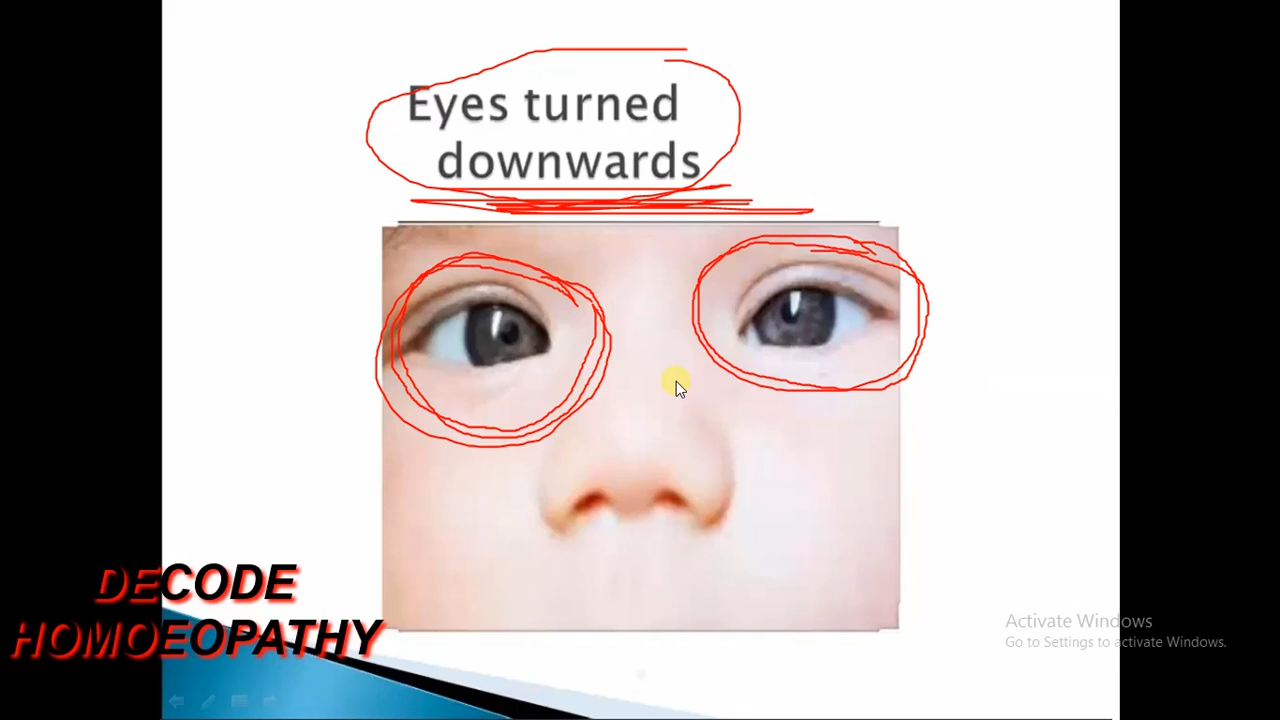 Eyes turned
downwards
DECODE
HOMOEOPATHY
Activate Windows
Go to Settings to activate Windows.